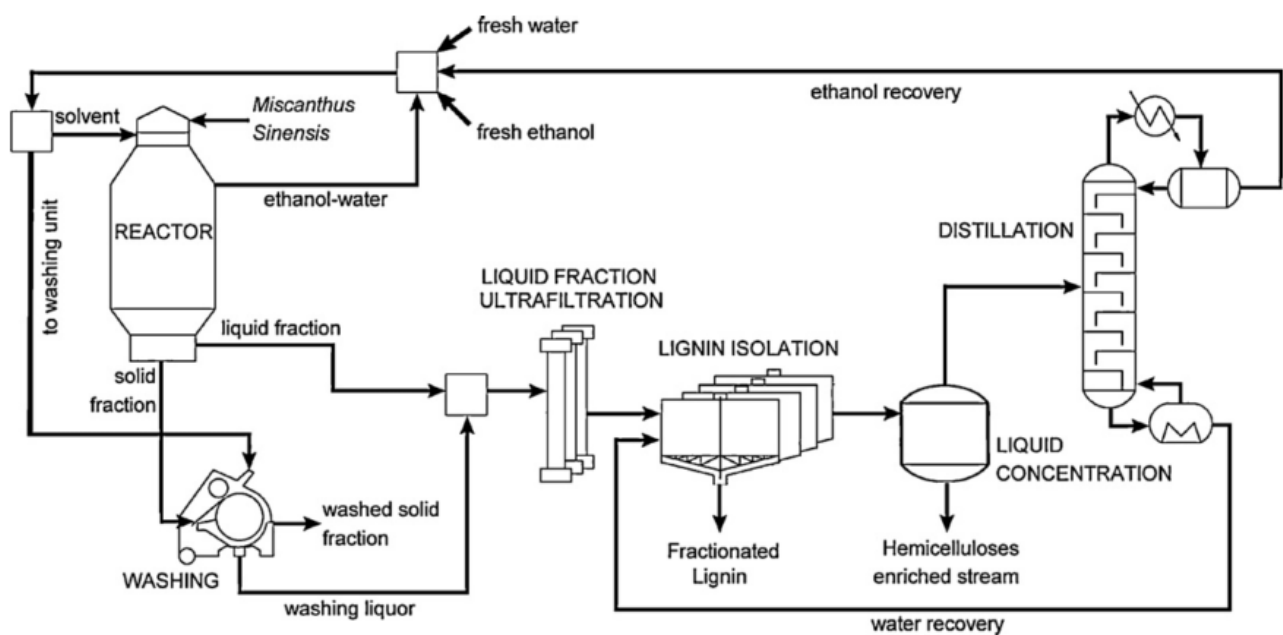 fresh water
ethanol recovery
solvent
Miscanthus
Sinensis
fresh ethanol
ethanol-water
to washing unit
REACTOR
DISTILLATION
LIQUID FRACTION
ULTRAFILTRATION
liquid fraction
LIGNIN ISOLATION
solid
fraction
LIQUID
CONCENTRATION
washed solid
fraction
WASHING
Fractionated
Lignin
Hemicelluloses
enriched stream
washing liquor
water recovery